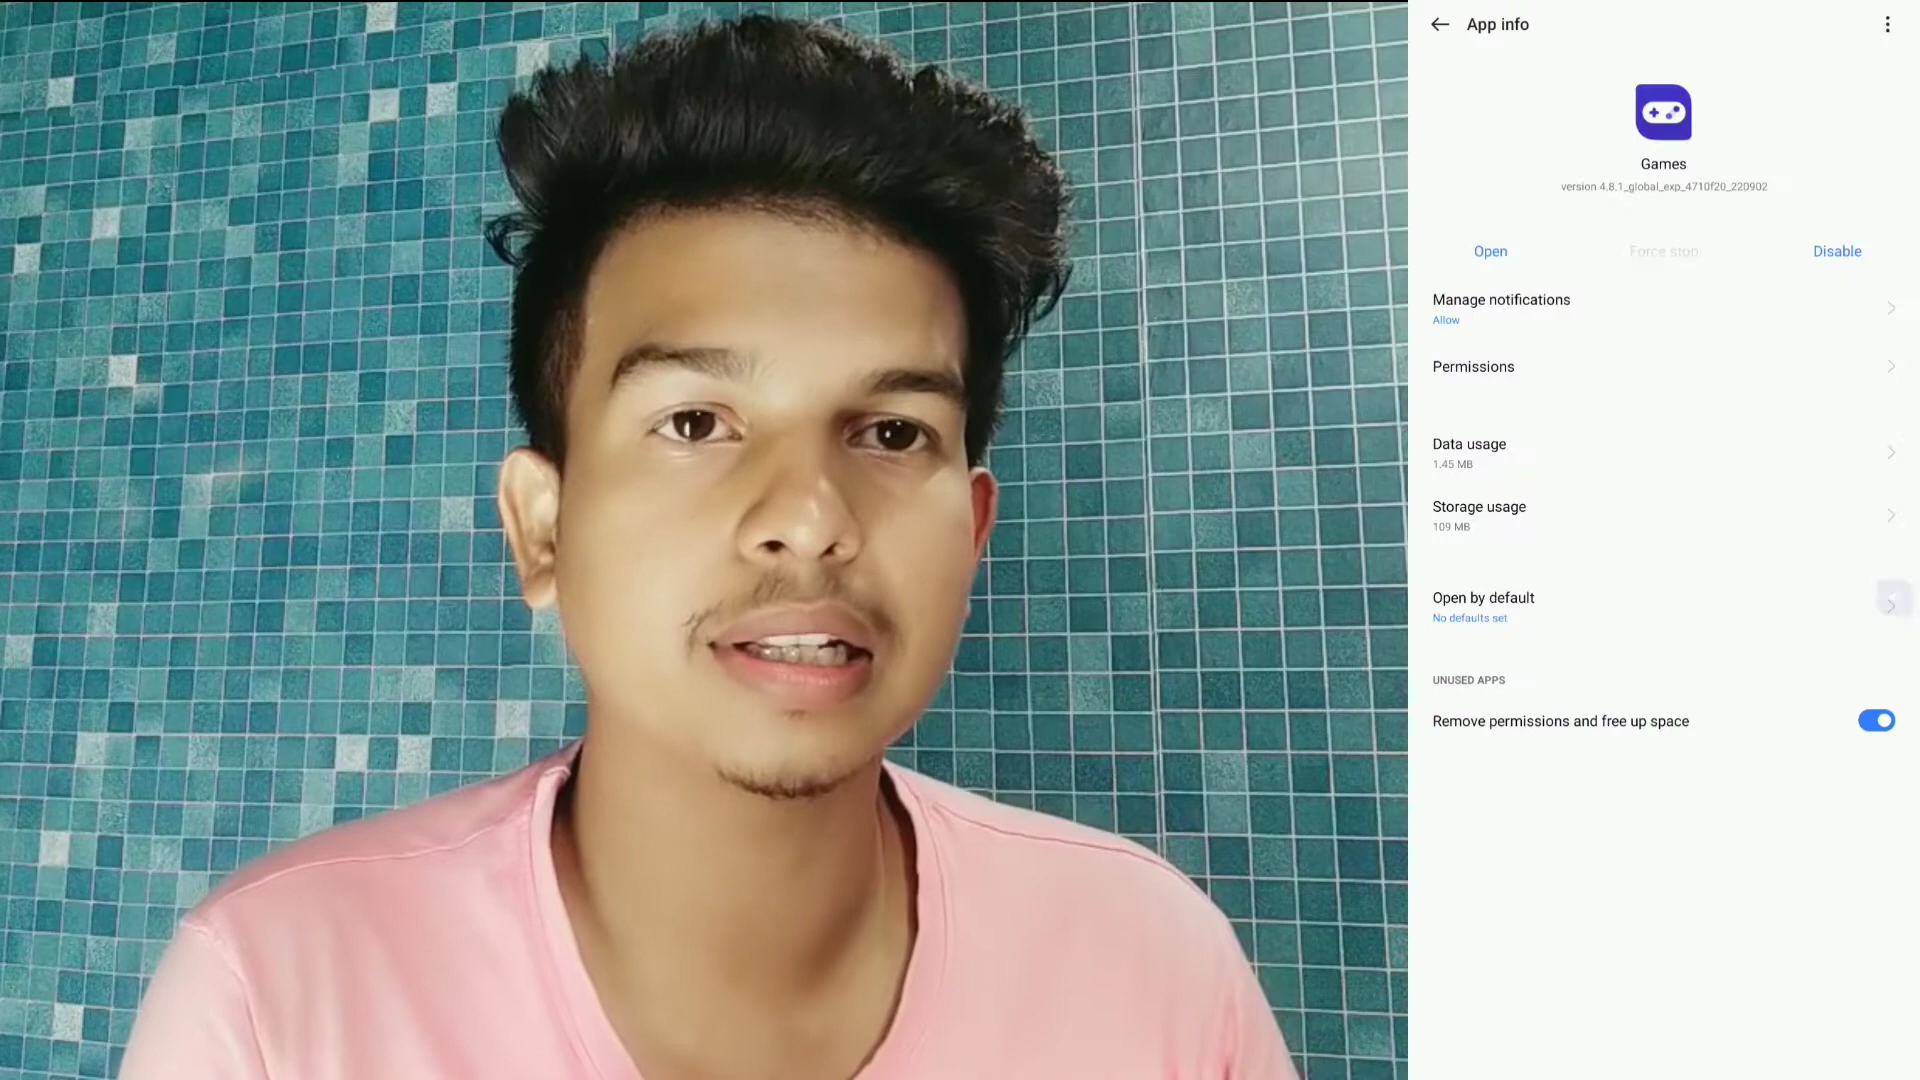 App info
Games
version 4.8.1_global_exp_4710f20_220902
Open
Force stop
Disable
Manage notifications
Allow
Permissions
Data usage
1.45 MB
Storage usage
109 MB
Open by default
No defaults set
UNUSED APPS
Remove permissions and free up space